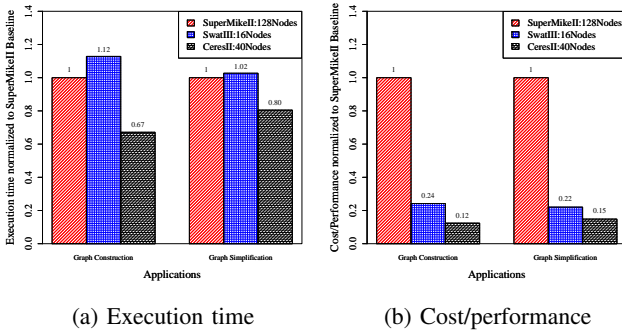 Execution time normalized to SuperMikeII Baseline
0.0 0.2 0.4 0.6 0.8 1.0 1.2 1.4
SuperMikeII:128Nodes
SwatIII:16Nodes
CeresII:40Nodes
1
1.12
0.67
1
1.02
0.80
Graph Construction
Graph Simplification
Applications
(a) Execution time
Cost/Performance normalized to SuperMikeII Baseline
0.0 0.2 0.4 0.6 0.8 1.0 1.2 1.4
SuperMikeII:128Nodes
SwatIII:16Nodes
CeresII:40Nodes
1
0.24
0.12
1
0.22
0.15
Graph Construction
Graph Simplification
Applications
(b) Cost/performance